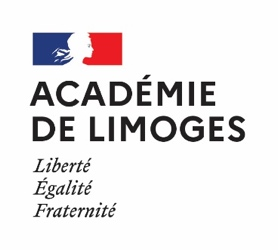 ACADÉMIE
DE LIMOGES
Liberté
Égalité
Fraternité